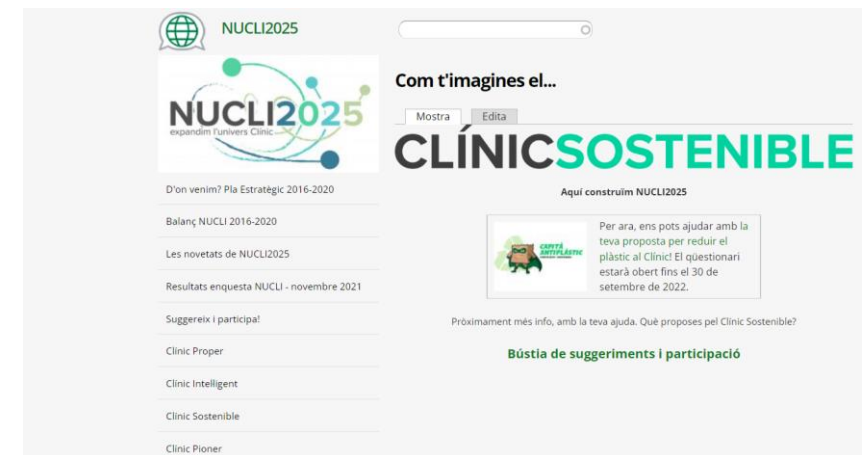 NUCLI2025
NUCLI2025
expandim l'univers Clínic
D'on venim? Pla Estratègic 2016-2020
Balanç NUCLI 2016-2020
Les novetats de NUCLI2025
Resultats enquesta NUCLI - novembre 2021
Suggereix i participa!
Clínic Proper
Clínic Intel·ligent
Clínic Sostenible
Clínic Pioner
Com t'imagines el...
Mostra
Edita
CLÍNICSOSTENIBLE
Aquí construïm NUCLI2025
CAPITÀ
ANTIPLÀSTIC
Per ara, ens pots ajudar amb la
teva proposta per reduir el
plàstic al Clínic! El qüestionari
estarà obert fins el 30 de
setembre de 2022.
Pròximament més info, amb la teva ajuda. Què proposes pel Clínic Sostenible?
Bústia de suggeriments i participació